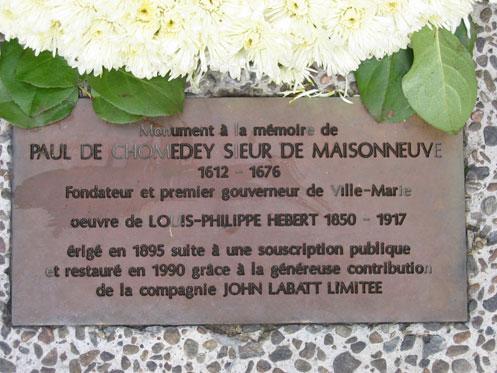 Monument à la mémoire de
PAUL DE CHOMEDEY SIEUR DE MAISONNEUVE
1612 - 1676
Fondateur et premier gouverneur de Ville-Marie
oeuvre de LOUIS-PHILIPPE HEBERT 1850 - 1917
érigé en 1895 suite à une souscription publique
et restauré en 1990 grâce à la généreuse contribution
de la compagnie JOHN LABATT LIMITEE